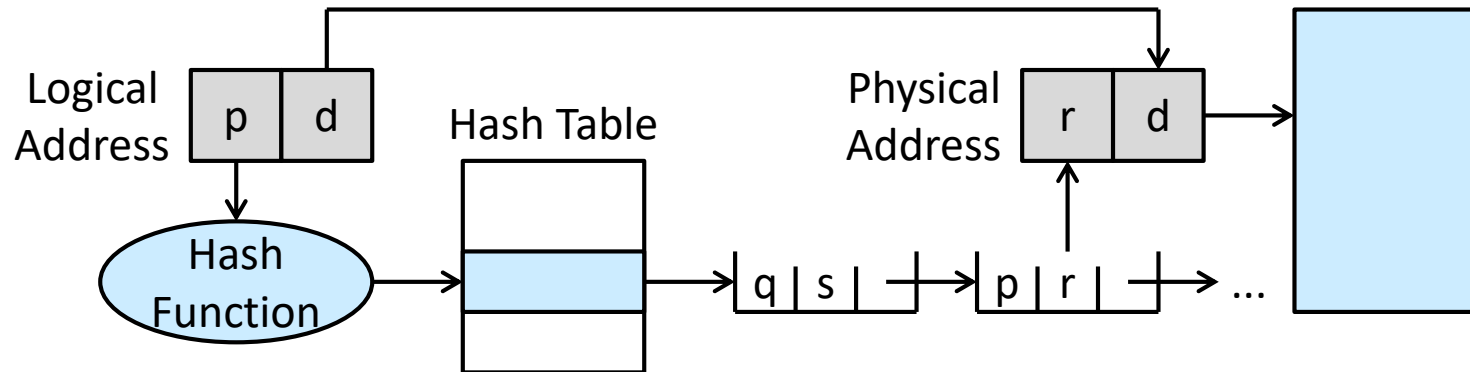 Logical
Address
p d
Hash Table
Physical
Address
r d
Hash
Function
q s
p r
...